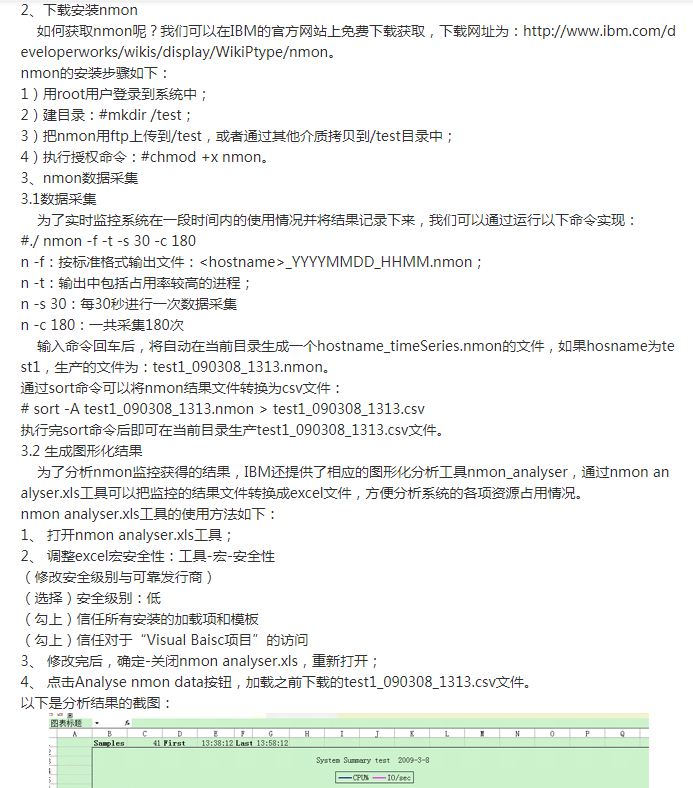 2、下载安装nmon
如何获取nmon呢？我们可以在IBM的官方网站上免费下载获取，下载网址为：http://www.ibm.com/d
eveloperworks/wikis/display/WikiPtype/nmon。
nmon的安装步骤如下：
1）用root用户登录到系统中；
2）建目录：#mkdir /test；
3）把nmon用ftp上传到/test，或者通过其他介质拷贝到/test目录中；
4）执行授权命令：#chmod +x nmon。
3、nmon数据采集
3.1数据采集
为了实时监控系统在一段时间内的使用情况并将结果记录下来，我们可以通过运行以下命令实现：
#./ nmon -f -t -s 30 -c 180
n -f：按标准格式输出文件：<hostname>_YYYYMMDD_HHMM.nmon；
n -t：输出中包括占用率较高的进程；
n -s 30：每30秒进行一次数据采集
n -c 180：一共采集180次
输入命令回车后，将自动在当前目录生成一个hostname_timeSeries.nmon的文件，如果hosname为te
st1，生产的文件为：test1_090308_1313.nmon。
通过sort命令可以将nmon结果文件转换为csv文件：
# sort -A test1_090308_1313.nmon > test1_090308_1313.csv
执行完sort命令后即可在当前目录生产test1_090308_1313.csv文件。
3.2 生成图形化结果
为了分析nmon监控获得的结果，IBM还提供了相应的图形化分析工具nmon_analyser，通过nmon an
alyser.xls工具可以把监控的结果文件转换成excel文件，方便分析系统的各项资源占用情况。
nmon analyser.xls工具的使用方法如下：
1、 打开nmon analyser.xls工具；
2、 调整excel宏安全性：工具-宏-安全性
（修改安全级别与可靠发行商）
（选择）安全级别：低
（勾上）信任所有安装的加载项和模板
（勾上）信任对于“Visual Baisc项目”的访问
3、 修改完后，确定-关闭nmon analyser.xls，重新打开；
4、 点击Analyse nmon data按钮，加载之前下载的test1_090308_1313.csv文件。
以下是分析结果的截图：
图表标题 fx
A B C D E F G H I J K L M N O P Q
Samples 41 First 13:38:12 Last 13:58:12
System Summary test 2009-3-8
CPU% IO/sec